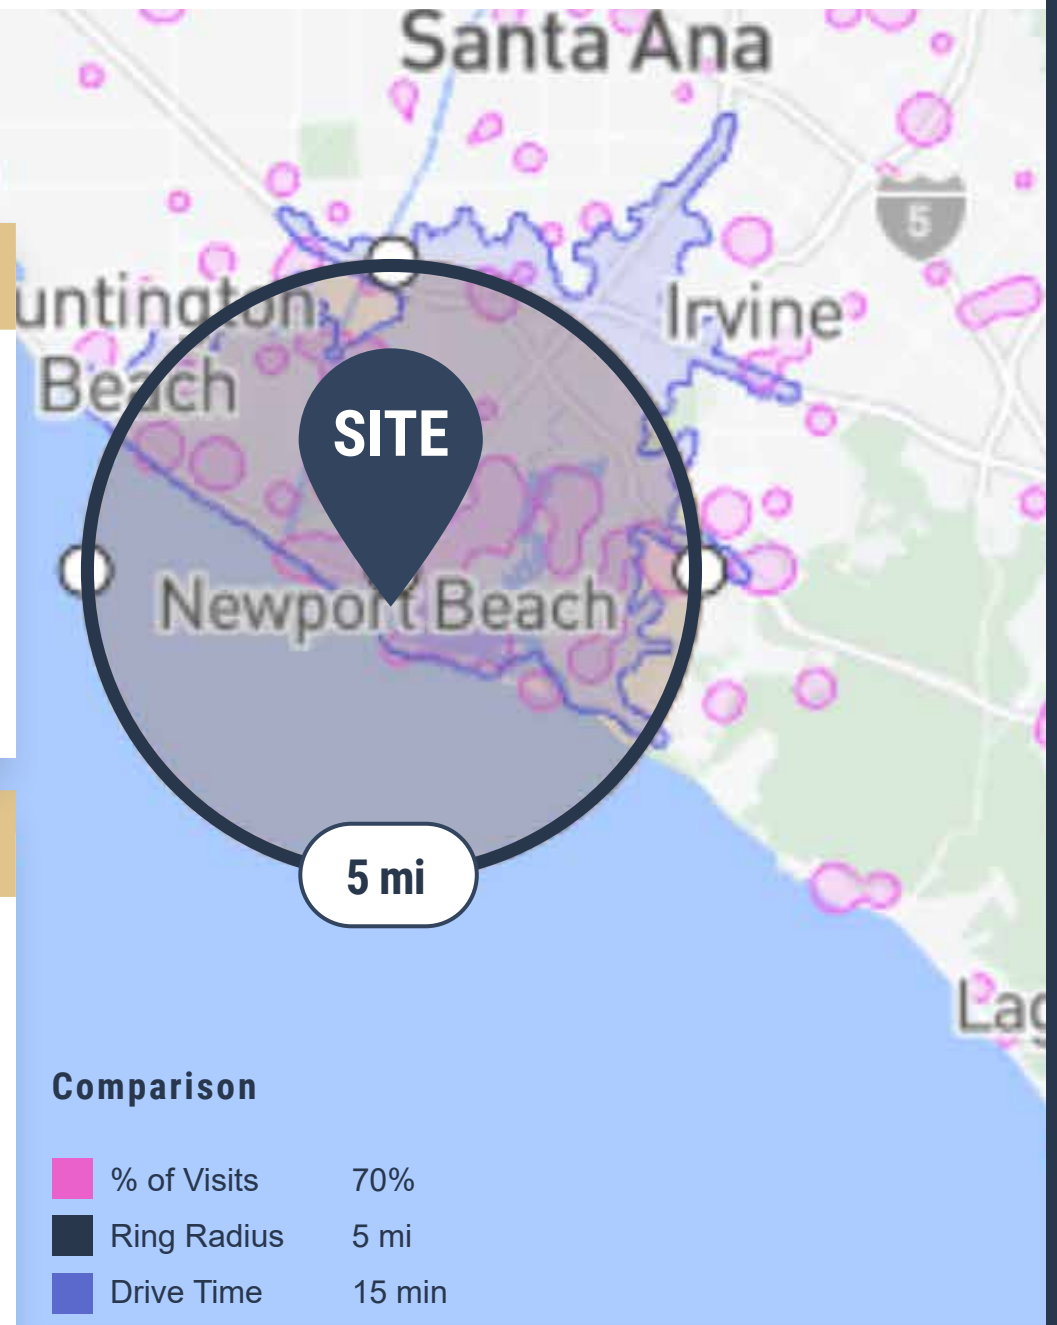 Santa Ana
5
untington
Beach
Irvine
SITE
Newport Beach
5 mi
Lag
Comparison
% of Visits 70%
Ring Radius 5 mi
Drive Time 15 min